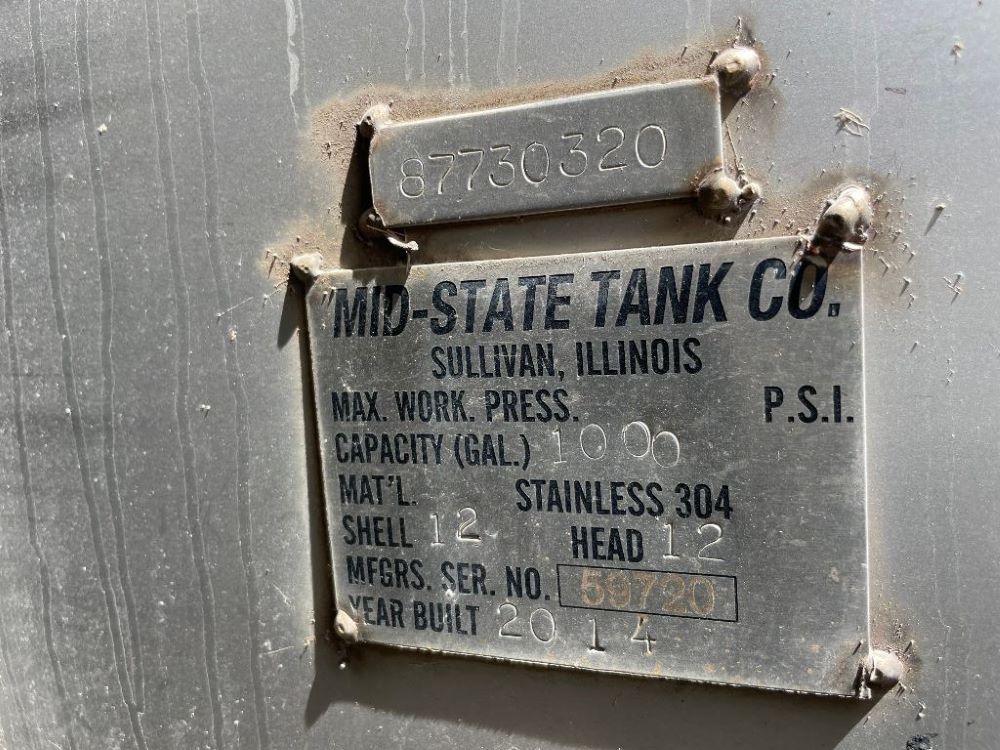 87730320
MID-STATE TANK CO.
SULLIVAN, ILLINOIS
MAX. WORK. PRESS. P.S.I.
CAPACITY (GAL.) 1000
MAT'L. STAINLESS 304
SHELL 12 HEAD 12
MFGRS. SER. NO. 59720
YEAR BUILT 2014